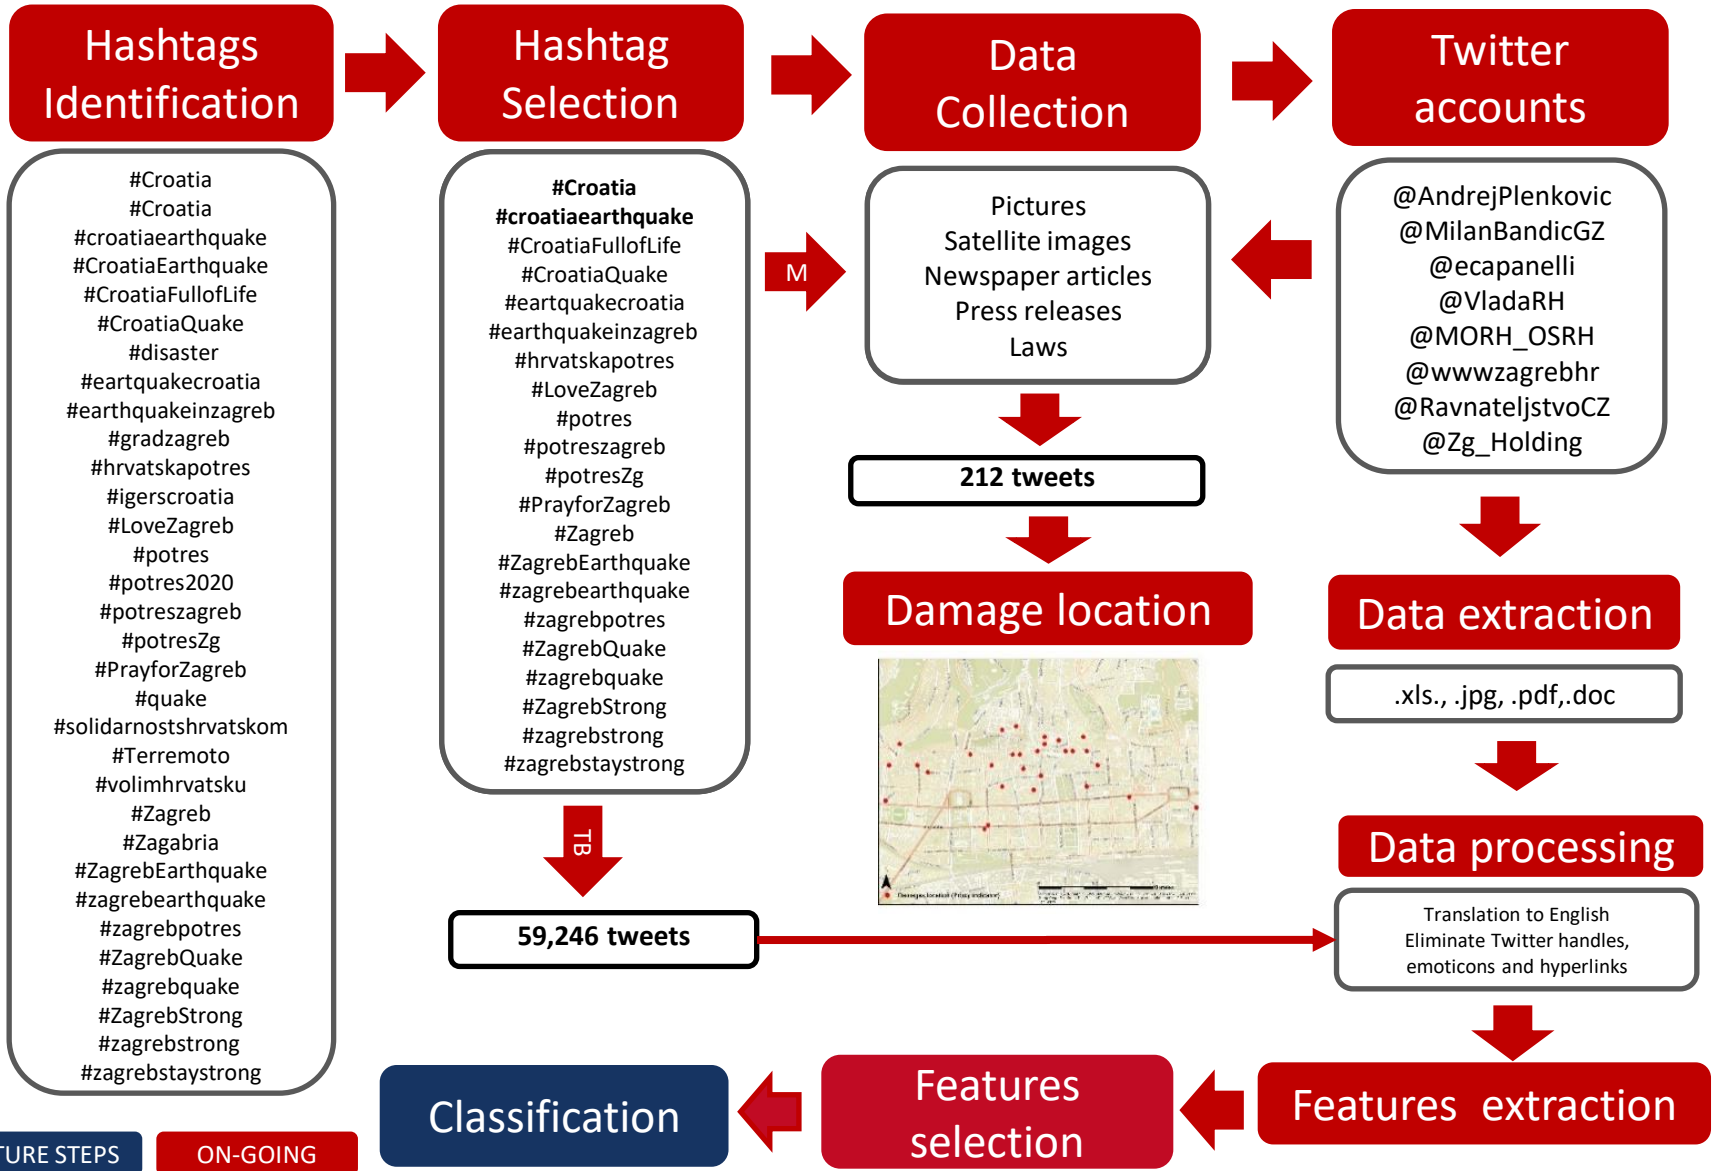 Hashtags
Identification
#Croatia
#Croatia
#croatiaearthquake
#CroatiaEarthquake
#CroatiaFullofLife
#CroatiaQuake
#disaster
#eartquakecroatia
#earthquakeinzagreb
#gradzagreb
#hrvatskapotres
#igerscroatia
#LoveZagreb
#potres
#potres2020
#potreszagreb
#potresZg
#PrayforZagreb
#quake
#solidarnostshrvatskom
#Terremoto
#volimhrvatsku
#Zagreb
#Zagabria
#ZagrebEarthquake
#zagrebearthquake
#zagrebpotres
#ZagrebQuake
#zagrebquake
#ZagrebStrong
#zagrebstrong
#zagrebstaystrong
Hashtag
Selection
#Croatia
#croatiaearthquake
#CroatiaFullofLife
#CroatiaQuake
#eartquakecroatia
#earthquakeinzagreb
#hrvatskapotres
#LoveZagreb
#potres
#potreszagreb
#potresZg
#PrayforZagreb
#Zagreb
#ZagrebEarthquake
#zagrebearthquake
#zagrebpotres
#ZagrebQuake
#zagrebquake
#ZagrebStrong
#zagrebstrong
#zagrebstaystrong
TB
59,246 tweets
M
Data
Collection
Pictures
Satellite images
Newspaper articles
Press releases
Laws
212 tweets
Damage location
Damages location (Proxy indicator)
Twitter
accounts
@AndrejPlenkovic
@MilanBandicGZ
@ecapanelli
@VladaRH
@MORH_OSRH
@wwwzagrebhr
@RavnateljstvoCZ
@Zg_Holding
Data extraction
.xls., .jpg, .pdf,.doc
Data processing
Translation to English
Eliminate Twitter handles,
emoticons and hyperlinks
Features extraction
Features
selection
Classification
TURE STEPS
ON-GOING